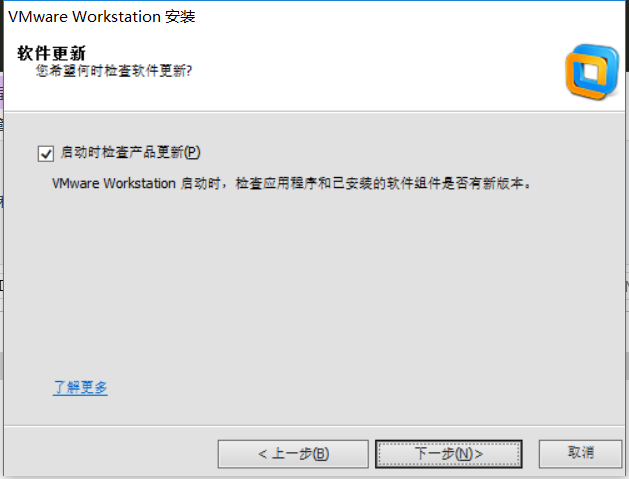 VMware Workstation 安装
软件更新
您希望何时检查软件更新?
启动时检查产品更新(P)
VMware Workstation 启动时，检查应用程序和已安装的软件组件是否有新版本。
了解更多
< 上一步(B)
下一步(N) >
取消